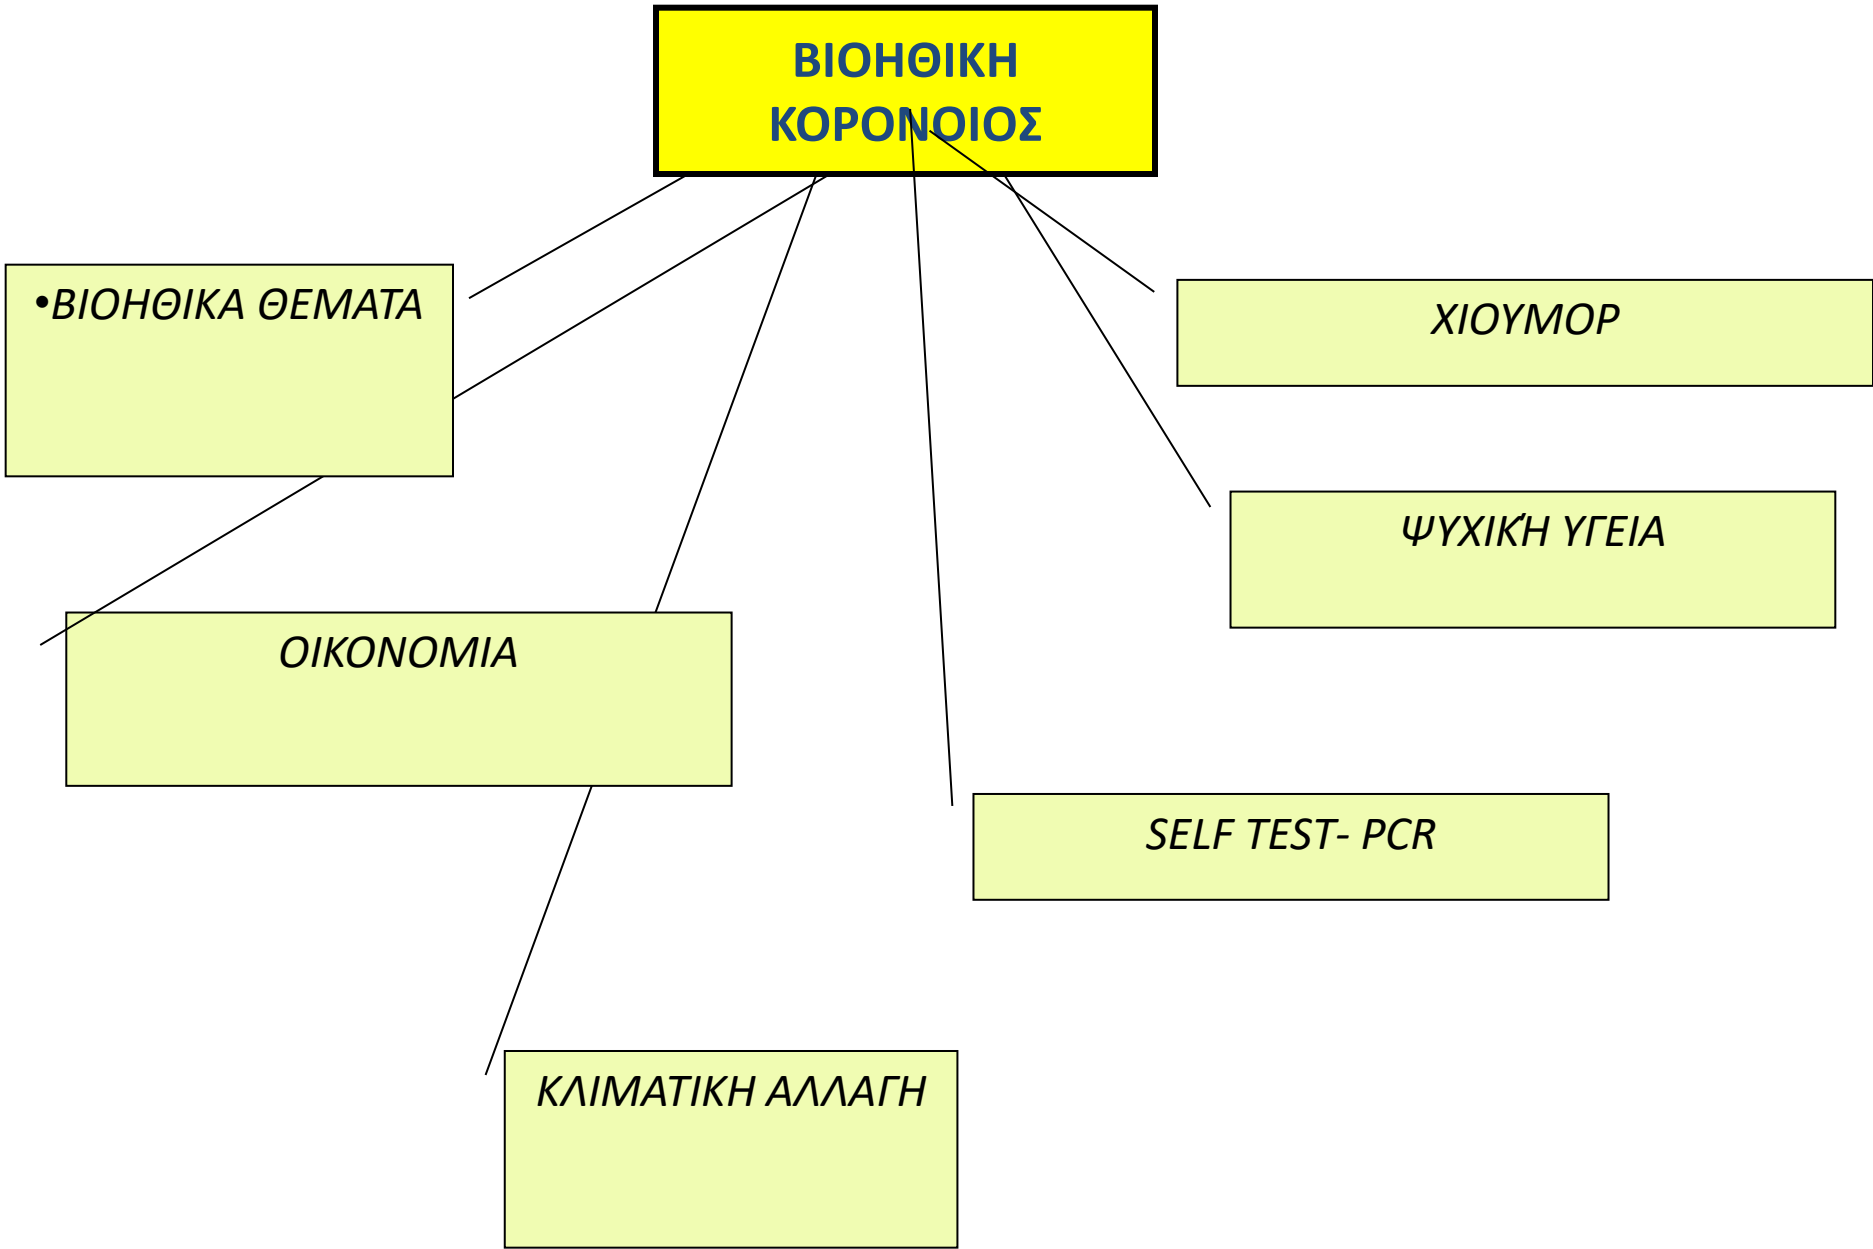 ΒΙΟΗΘΙΚΗ
ΚΟΡΟΝΟΙΟΣ
•ΒΙΟΗΘΙΚΑ ΘΕΜΑΤΑ
ΧΙΟΥΜΟΡ
ΨΥΧΙΚΉ ΥΓΕΙΑ
ΟΙΚΟΝΟΜΙΑ
SELF TEST- PCR
ΚΛΙΜΑΤΙΚΗ ΑΛΛΑΓΗ